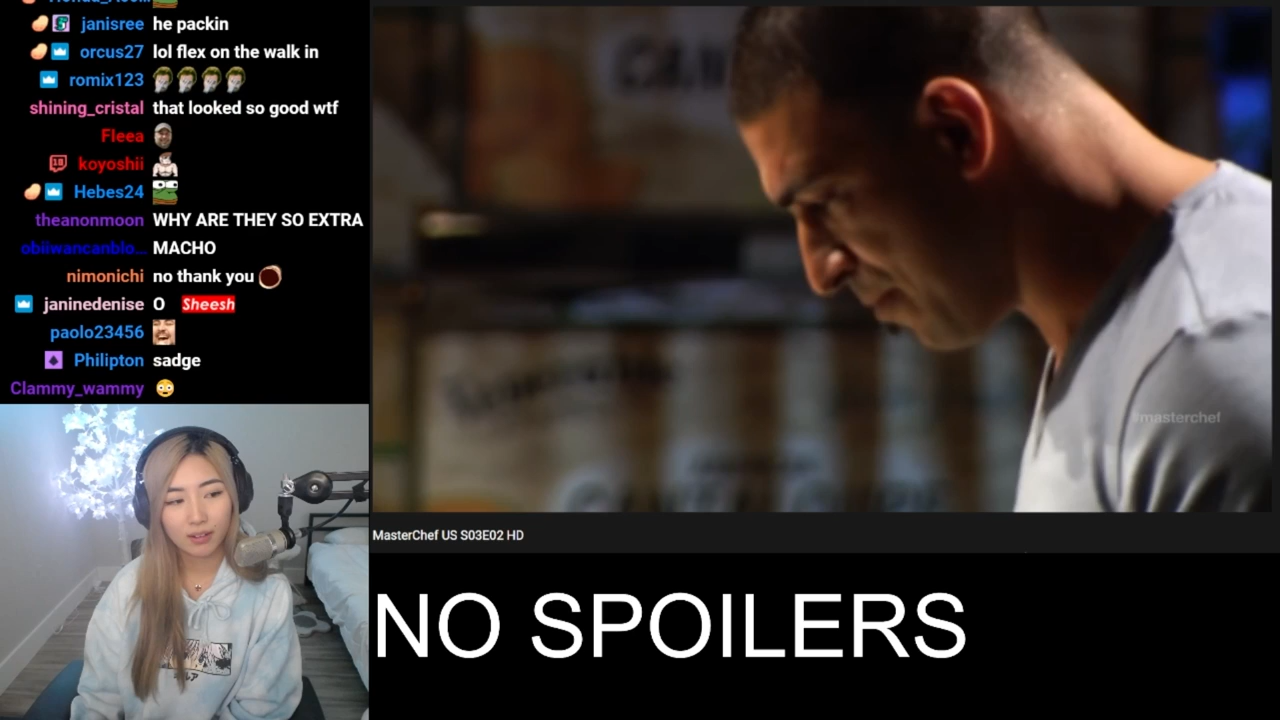 janisree he packin
orcus27 lol flex on the walk in
romix123
shining_cristal that looked so good wtf
Fleea
koyoshii
Hebes24
theanonmoon WHY ARE THEY SO EXTRA
obiiwancanblo... MACHO
nimonichi no thank you
janinedenise O Sheesh
paolo23456
Philipton sadge
Clammy_wammy
CAN
#masterchef
MasterChef US S03E02 HD
NO SPOILERS